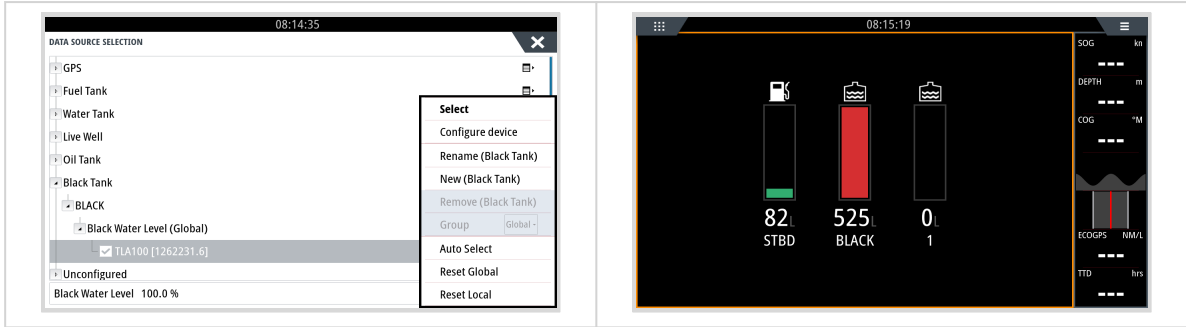 08:14:35
DATA SOURCE SELECTION
GPS
Fuel Tank
Water Tank
Live Well
Oil Tank
Black Tank
BLACK
Black Water Level (Global)
TLA100 [1262231.6]
Unconfigured
Black Water Level 100.0 %
Select
Configure device
Rename (Black Tank)
New (Black Tank)
Remove (Black Tank)
Group Global
Auto Select
Reset Global
Reset Local
08:15:19
82 L
STBD
525 L
BLACK
0 L
1
SOG kn
---
DEPTH m
---
COG °M
---
ECOGPS NM/L
---
TTD hrs
---